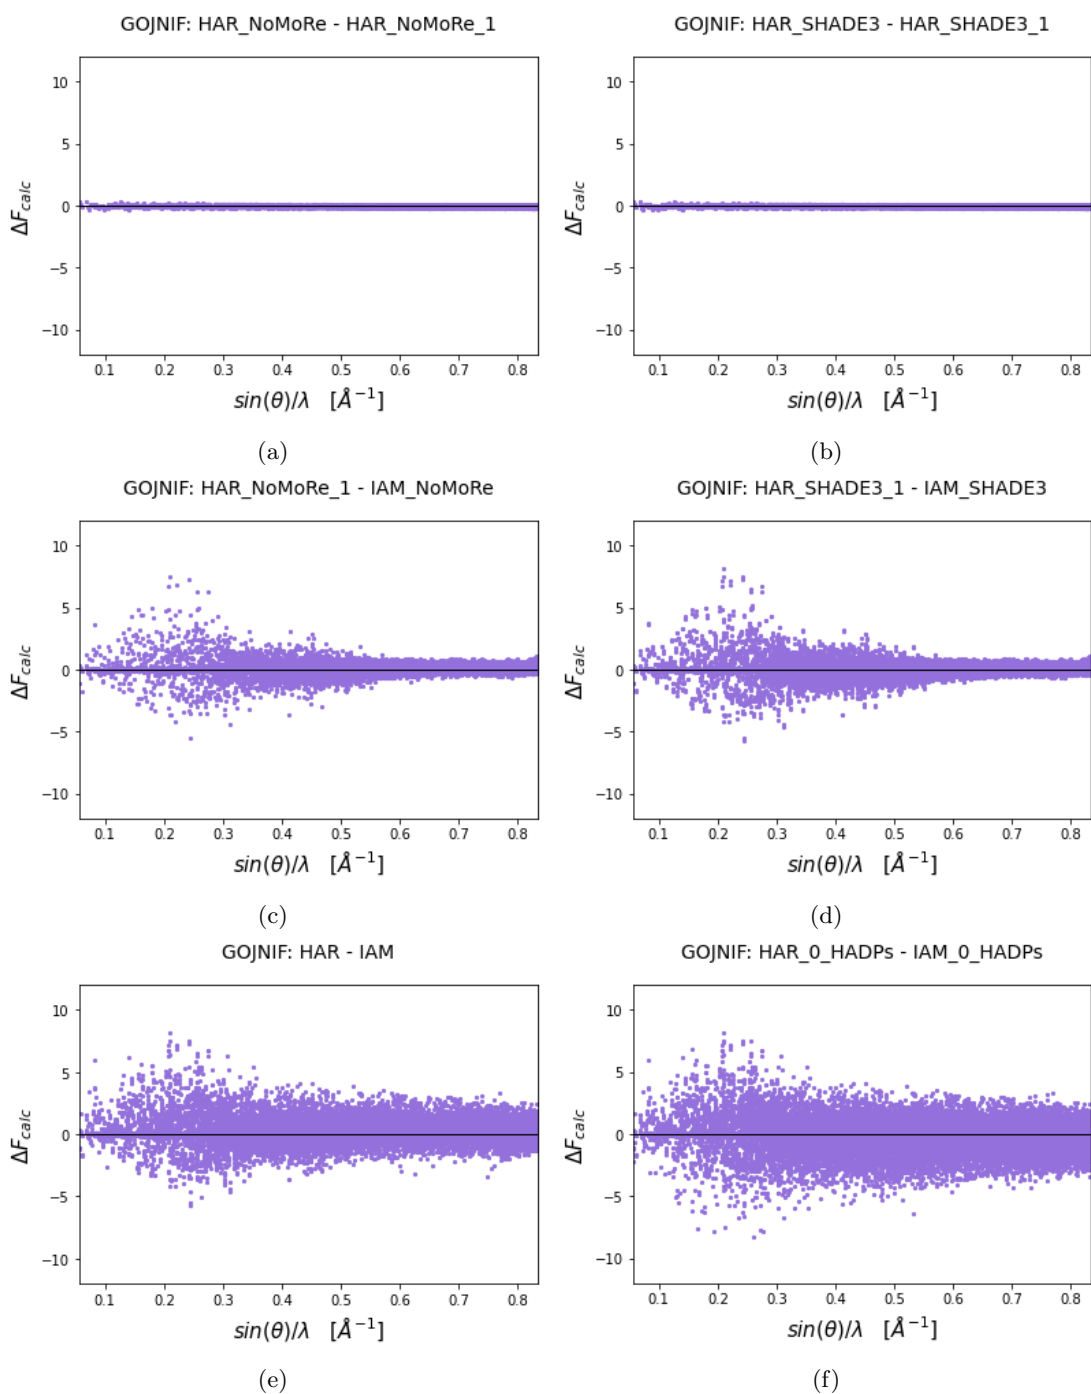 GOJNIF: HAR_NoMoRe - HAR_NoMoRe_1
10
5
0
−5
−10
ΔF_calc
0.1 0.2 0.3 0.4 0.5 0.6 0.7 0.8
sin(θ)/λ [Å⁻¹]
(a)
GOJNIF: HAR_SHADE3 - HAR_SHADE3_1
10
5
0
−5
−10
ΔF_calc
0.1 0.2 0.3 0.4 0.5 0.6 0.7 0.8
sin(θ)/λ [Å⁻¹]
(b)
GOJNIF: HAR_NoMoRe_1 - IAM_NoMoRe
10
5
0
−5
−10
ΔF_calc
0.1 0.2 0.3 0.4 0.5 0.6 0.7 0.8
sin(θ)/λ [Å⁻¹]
(c)
GOJNIF: HAR_SHADE3_1 - IAM_SHADE3
10
5
0
−5
−10
ΔF_calc
0.1 0.2 0.3 0.4 0.5 0.6 0.7 0.8
sin(θ)/λ [Å⁻¹]
(d)
GOJNIF: HAR - IAM
10
5
0
−5
−10
ΔF_calc
0.1 0.2 0.3 0.4 0.5 0.6 0.7 0.8
sin(θ)/λ [Å⁻¹]
(e)
GOJNIF: HAR_0_HADPs - IAM_0_HADPs
10
5
0
−5
−10
ΔF_calc
0.1 0.2 0.3 0.4 0.5 0.6 0.7 0.8
sin(θ)/λ [Å⁻¹]
(f)